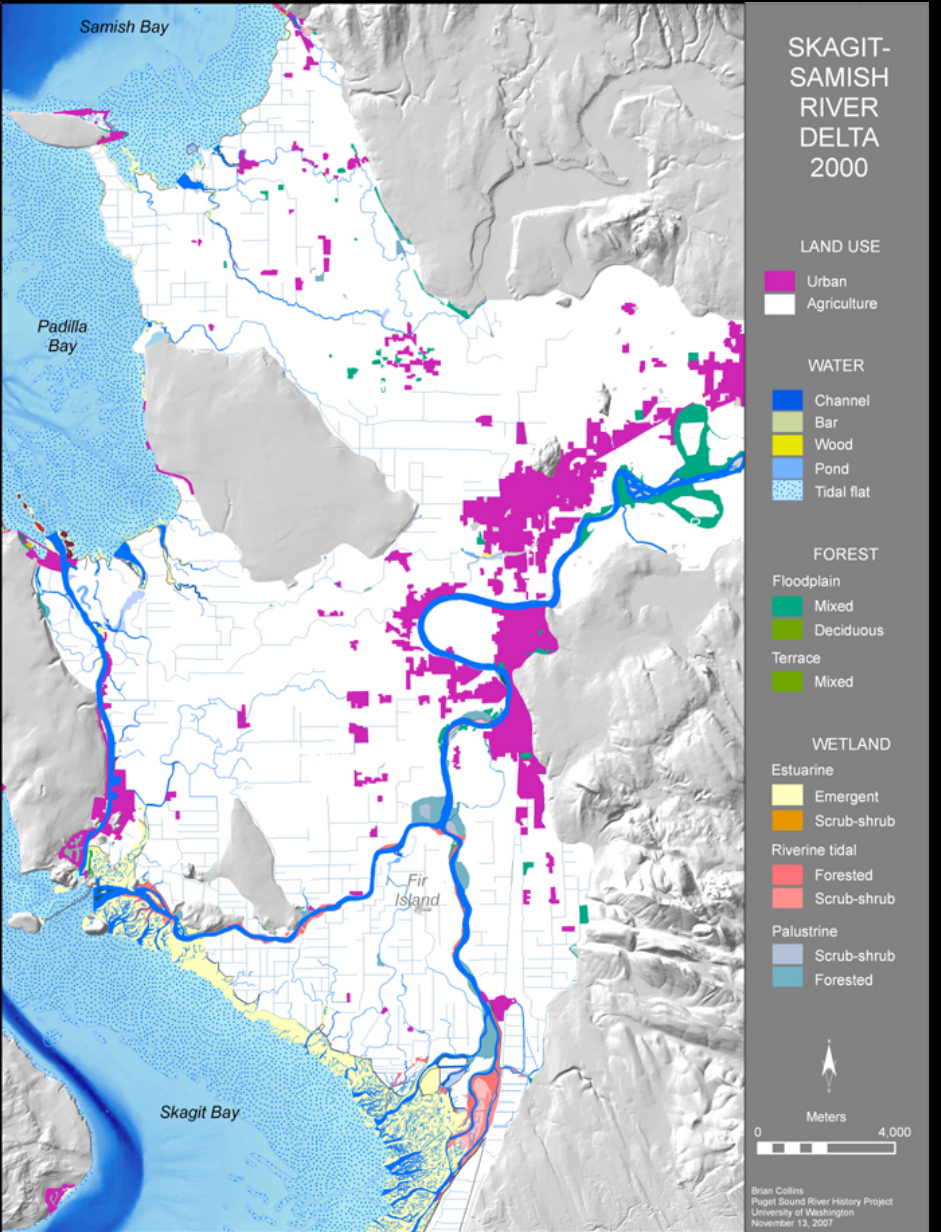 Samish Bay
Padilla
Bay
Fir
Island
Skagit Bay
SKAGIT-
SAMISH
RIVER
DELTA
2000
LAND USE
Urban
Agriculture
WATER
Channel
Bar
Wood
Pond
Tidal flat
FOREST
Floodplain
Mixed
Deciduous
Terrace
Mixed
WETLAND
Estuarine
Emergent
Scrub-shrub
Riverine tidal
Forested
Scrub-shrub
Palustrine
Scrub-shrub
Forested
Meters
0 4,000
Brian Collins
Puget Sound River History Project
University of Washington
November 13, 2007